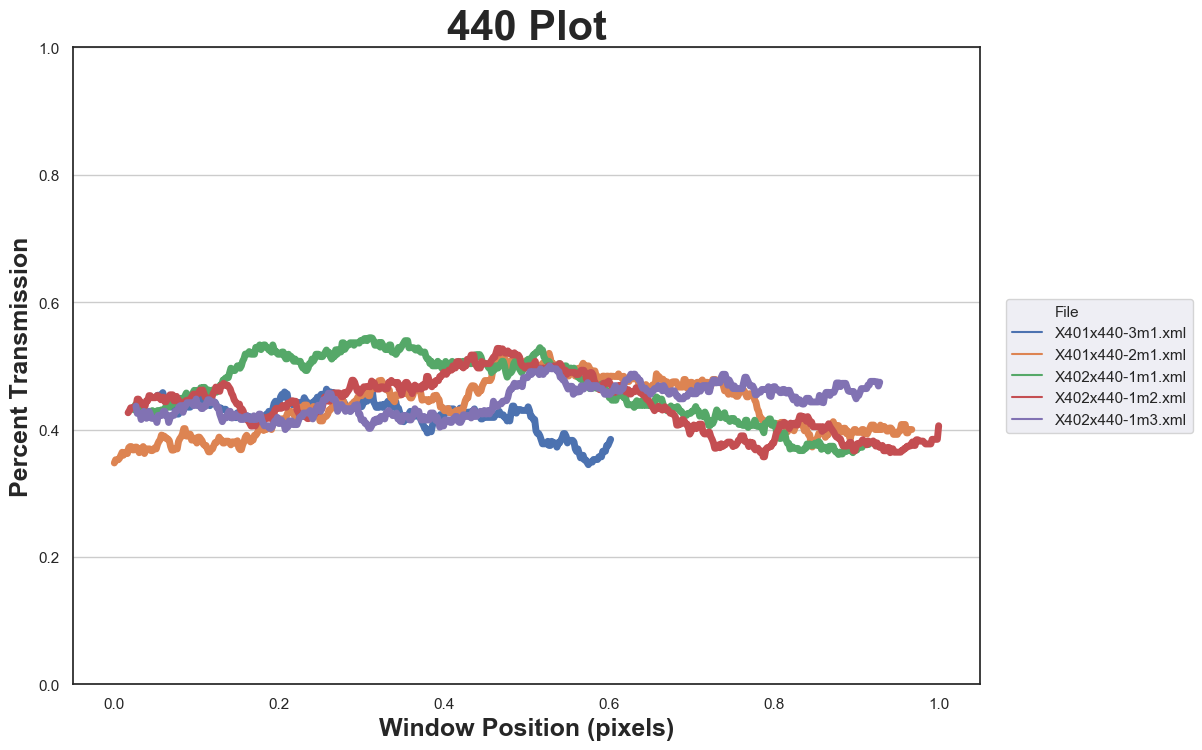 440 Plot
Percent Transmission
1.0
0.8
0.6
0.4
0.2
0.0
0.0 0.2 0.4 0.6 0.8 1.0
Window Position (pixels)
File
X401x440-3m1.xml
X401x440-2m1.xml
X402x440-1m1.xml
X402x440-1m2.xml
X402x440-1m3.xml